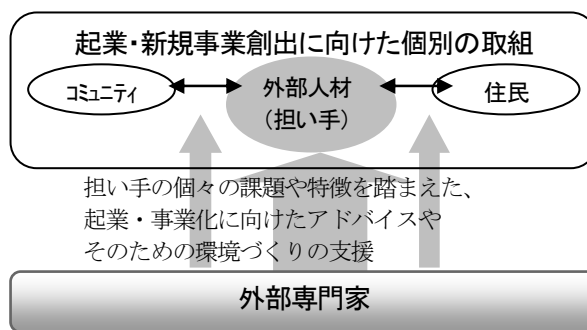 起業・新規事業創出に向けた個別の取組
ｺﾐｭﾆﾃｨ
外部人材
（担い手）
住民
担い手の個々の課題や特徴を踏まえた、
起業・事業化に向けたアドバイスや
そのための環境づくりの支援
外部専門家